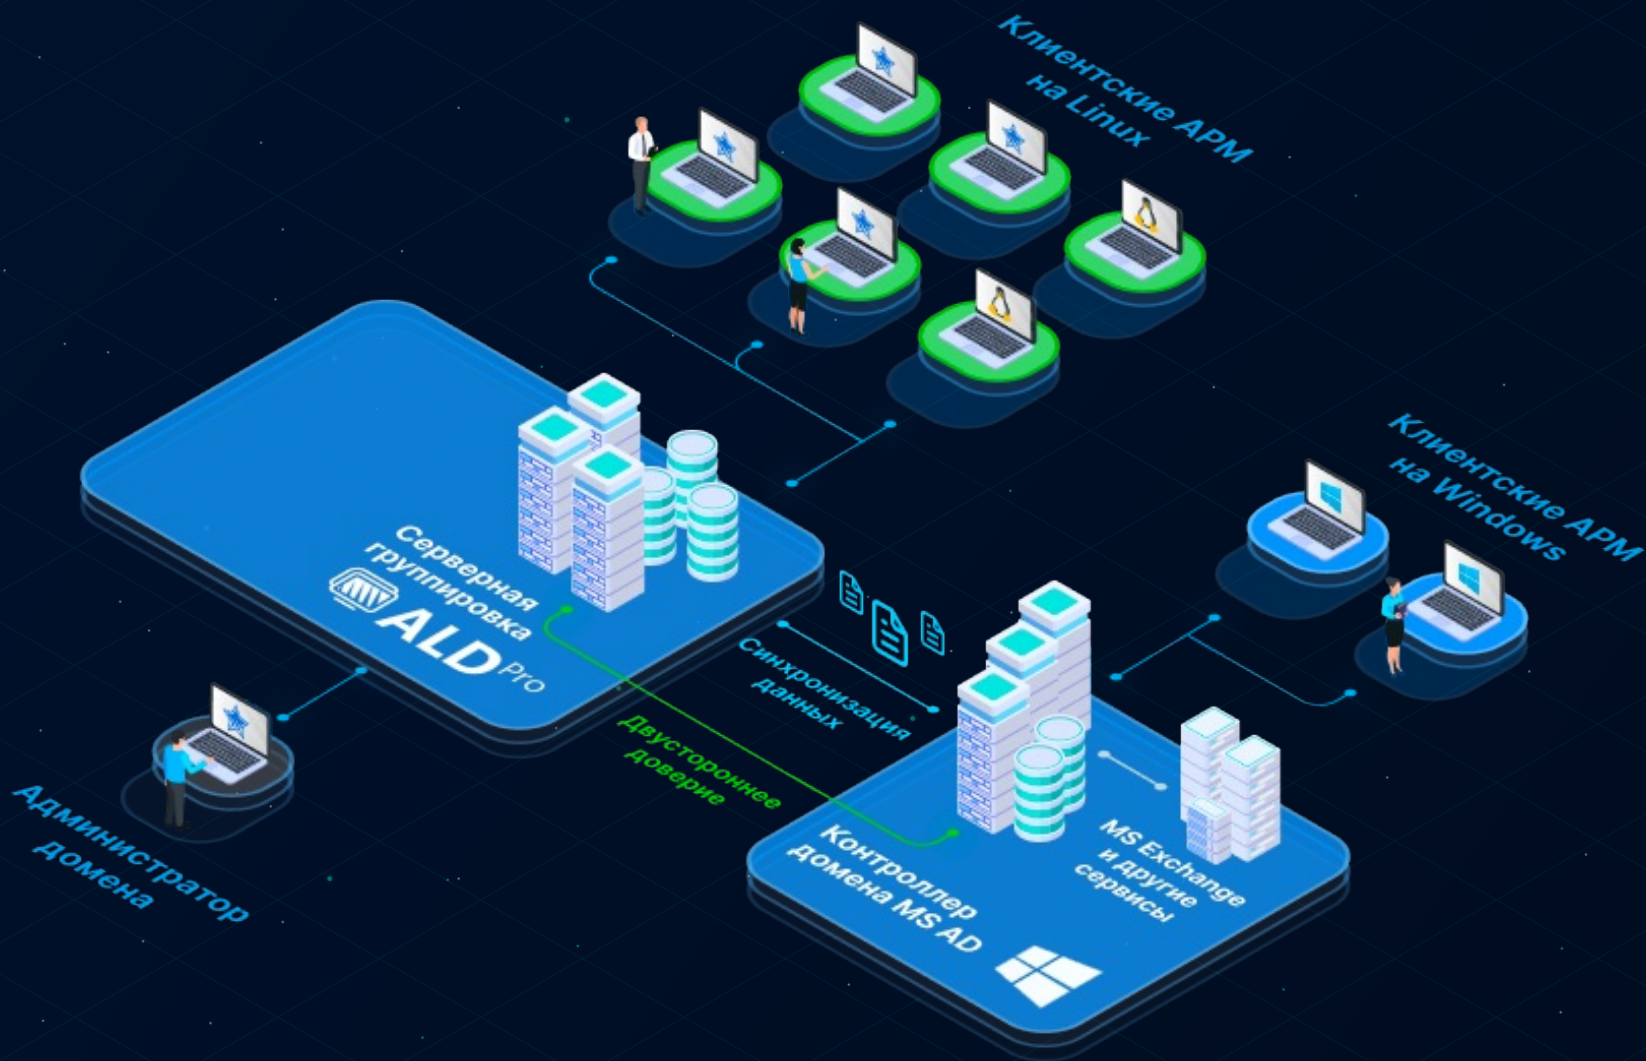 Клиентские АРМ
на Linux
Клиентские АРМ
на Windows
Серверная
группировка
ALD Pro
Синхронизация
данных
Двустороннее
доверие
Администратор
домена
Контроллер
домена MS AD
MS Exchange
и другие
сервисы